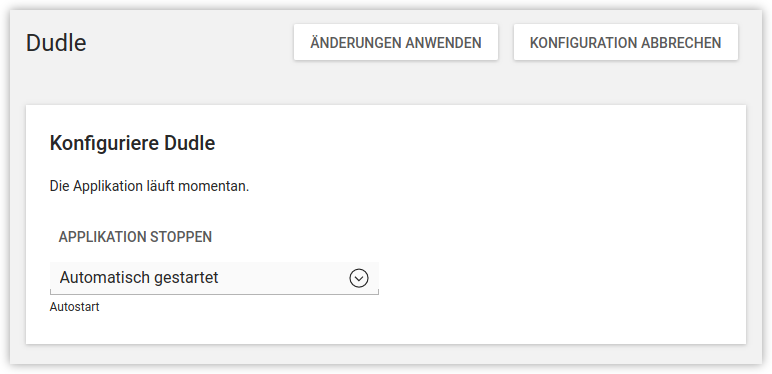 Dudle
ÄNDERUNGEN ANWENDEN
KONFIGURATION ABBRECHEN
Konfiguriere Dudle
Die Applikation läuft momentan.
APPLIKATION STOPPEN
Automatisch gestartet
Autostart